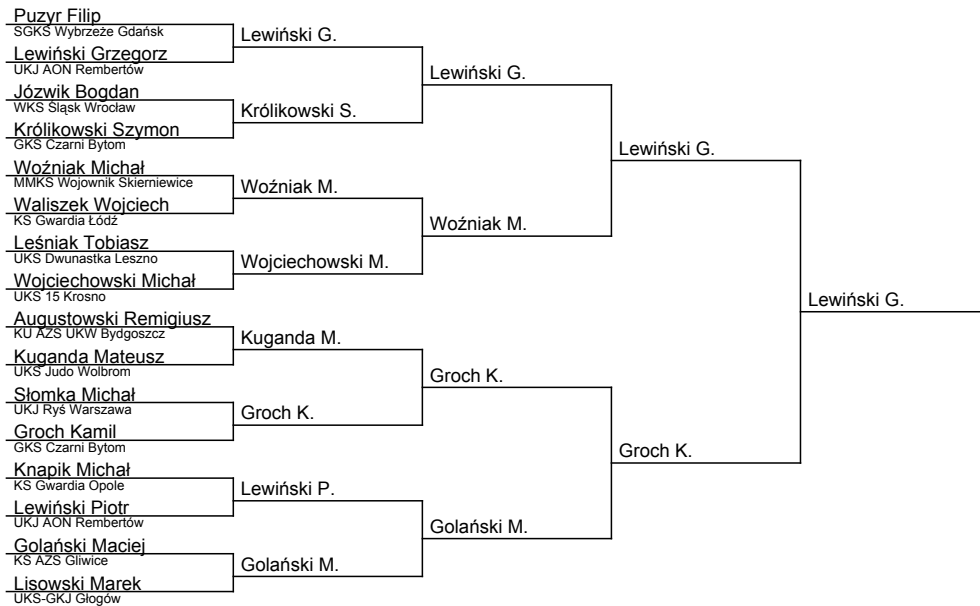 Puzyr Filip
SGKS Wybrzeże Gdańsk
Lewiński Grzegorz
UKJ AON Rembertów
Józwik Bogdan
WKS Śląsk Wrocław
Królikowski Szymon
GKS Czarni Bytom
Woźniak Michał
MMKS Wojownik Skierniewice
Waliszek Wojciech
KS Gwardia Łódź
Leśniak Tobiasz
UKS Dwunastka Leszno
Wojciechowski Michał
UKS 15 Krosno
Augustowski Remigiusz
KU AZS UKW Bydgoszcz
Kuganda Mateusz
UKS Judo Wolbrom
Słomka Michał
UKJ Ryś Warszawa
Groch Kamil
GKS Czarni Bytom
Knapik Michał
KS Gwardia Opole
Lewiński Piotr
UKJ AON Rembertów
Golański Maciej
KS AZS Gliwice
Lisowski Marek
UKS-GKJ Głogów
Lewiński G.
Królikowski S.
Woźniak M.
Wojciechowski M.
Kuganda M.
Groch K.
Lewiński P.
Golański M.
Lewiński G.
Woźniak M.
Groch K.
Golański M.
Lewiński G.
Groch K.
Lewiński G.